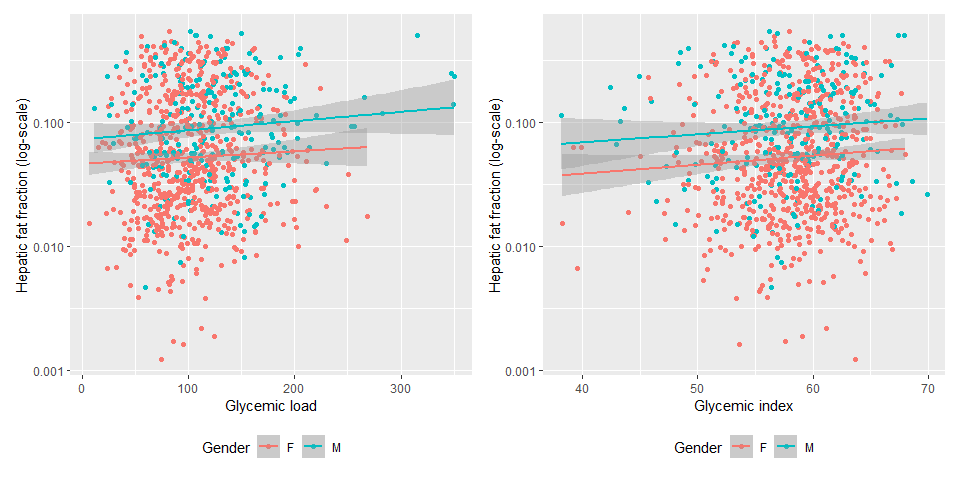 Hepatic fat fraction (log-scale)
0.100
0.010
0.001
0 100 200 300
Glycemic load
Gender F M
Hepatic fat fraction (log-scale)
0.100
0.010
0.001
40 50 60 70
Glycemic index
Gender F M